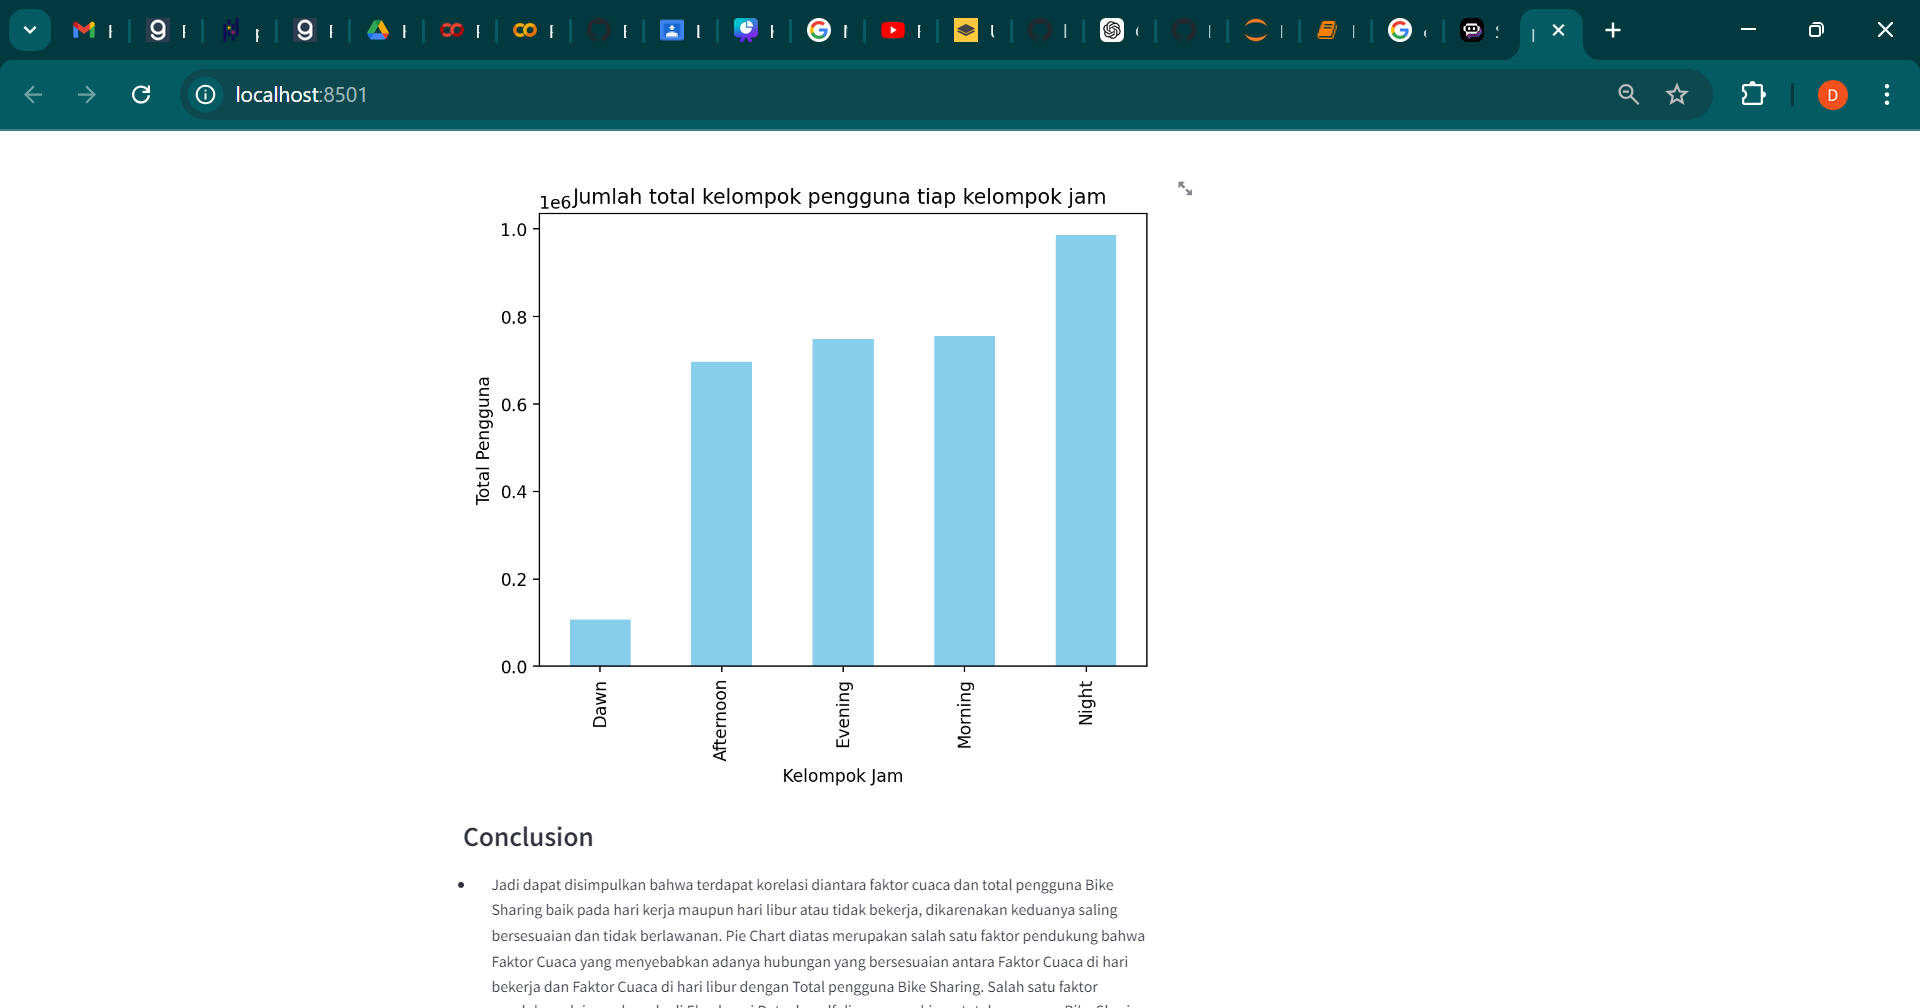 localhost:8501
1e6
Jumlah total kelompok pengguna tiap kelompok jam
1.0
0.8
0.6
0.4
0.2
0.0
Total Pengguna
Dawn
Afternoon
Evening
Morning
Night
Kelompok Jam
Conclusion
Jadi dapat disimpulkan bahwa terdapat korelasi diantara faktor cuaca dan total pengguna Bike
Sharing baik pada hari kerja maupun hari libur atau tidak bekerja, dikarenakan keduanya saling
bersesuaian dan tidak berlawanan. Pie Chart diatas merupakan salah satu faktor pendukung bahwa
Faktor Cuaca yang menyebabkan adanya hubungan yang bersesuaian antara Faktor Cuaca di hari
bekerja dan Faktor Cuaca di hari libur dengan Total pengguna Bike Sharing. Salah satu faktor